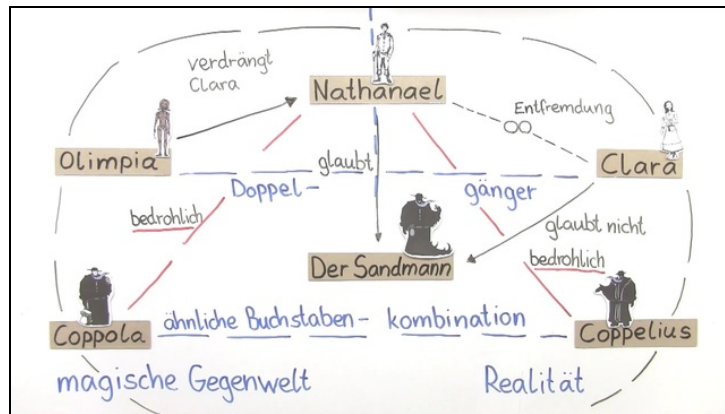 verdrängt
Clara
Nathanael
Entfremdung
Olimpia
glaubt
Clara
Doppel-
gänger
bedrohlich
glaubt nicht
Der Sandmann
bedrohlich
Coppola
ähnliche Buchstaben- kombination
Coppelius
magische Gegenwelt
Realität